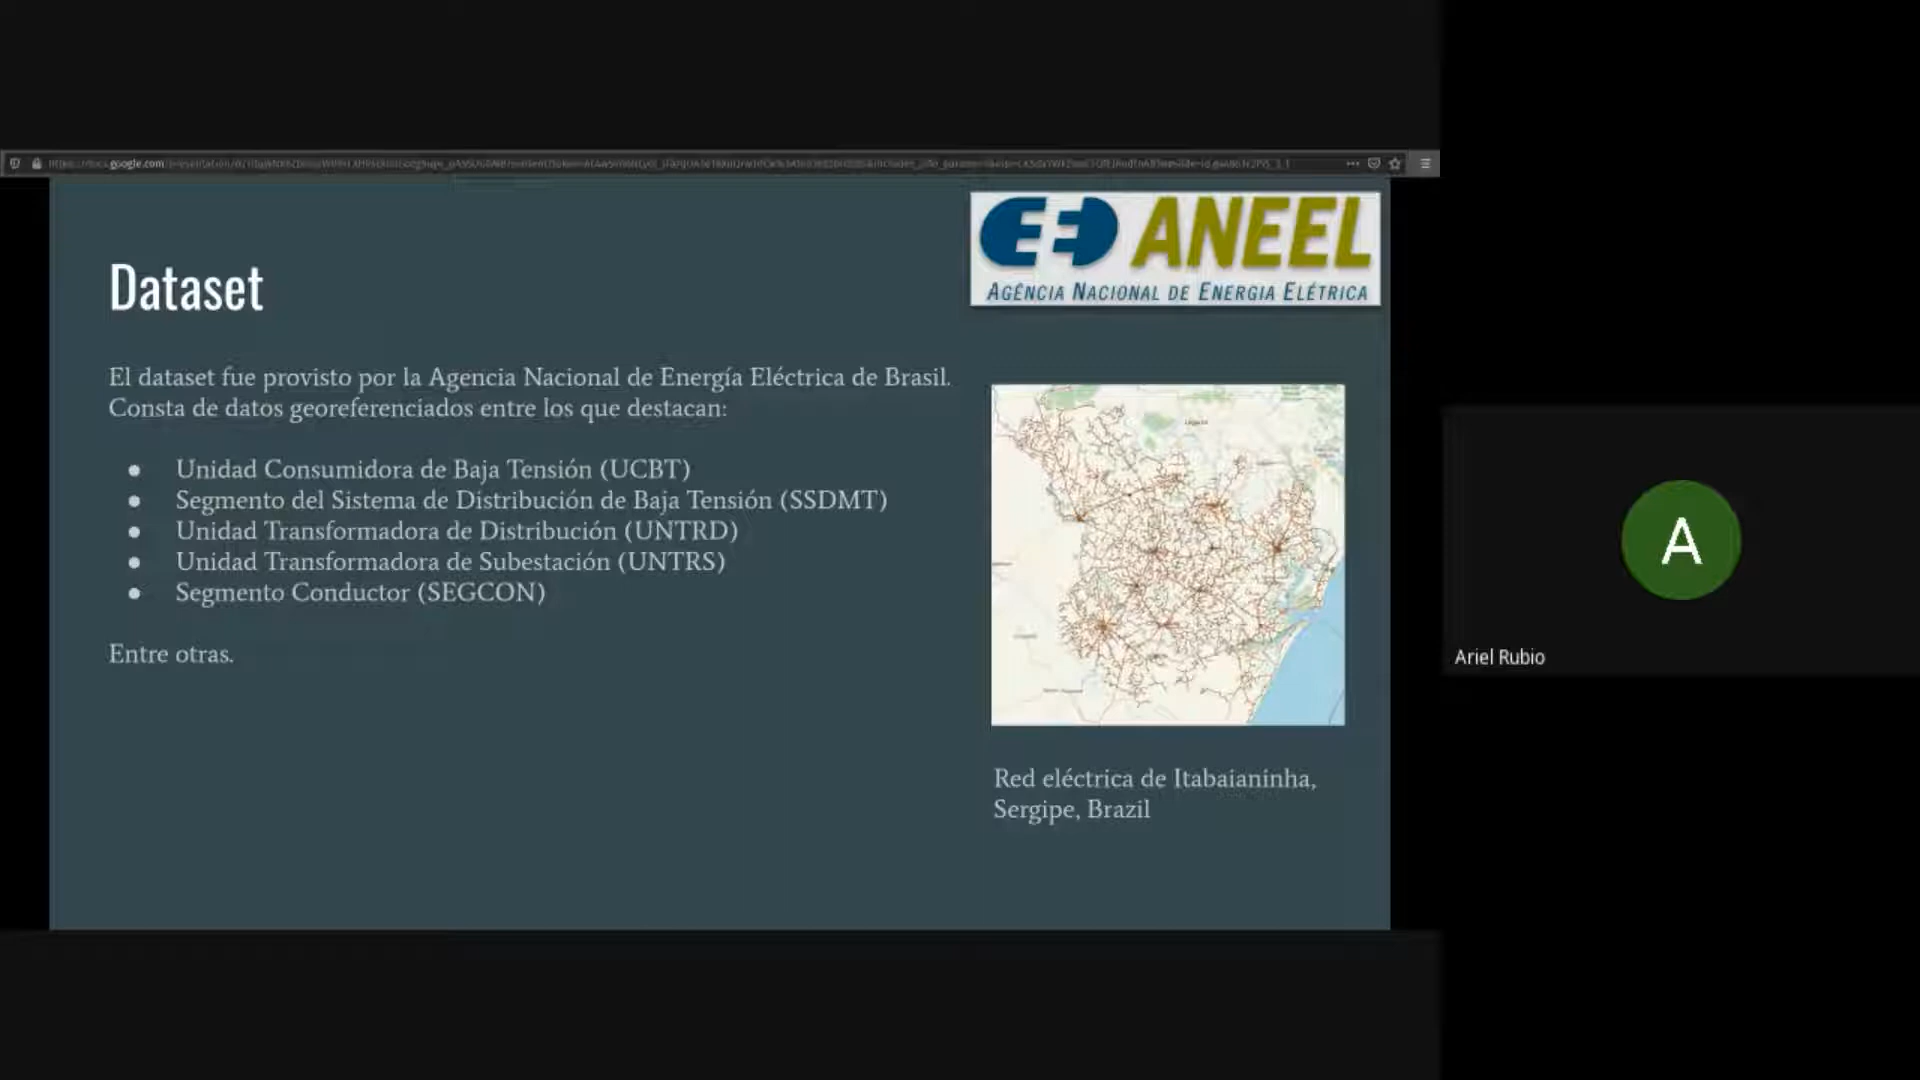 google.com
ANEEL
AGÊNCIA NACIONAL DE ENERGIA ELÉTRICA
Dataset
El dataset fue provisto por la Agencia Nacional de Energía Eléctrica de Brasil.
Consta de datos georeferenciados entre los que destacan:
● Unidad Consumidora de Baja Tensión (UCBT)
● Segmento del Sistema de Distribución de Baja Tensión (SSDMT)
● Unidad Transformadora de Distribución (UNTRD)
● Unidad Transformadora de Subestación (UNTRS)
● Segmento Conductor (SEGCON)
Entre otras.
Red eléctrica de Itabaianinha,
Sergipe, Brazil
A
Ariel Rubio